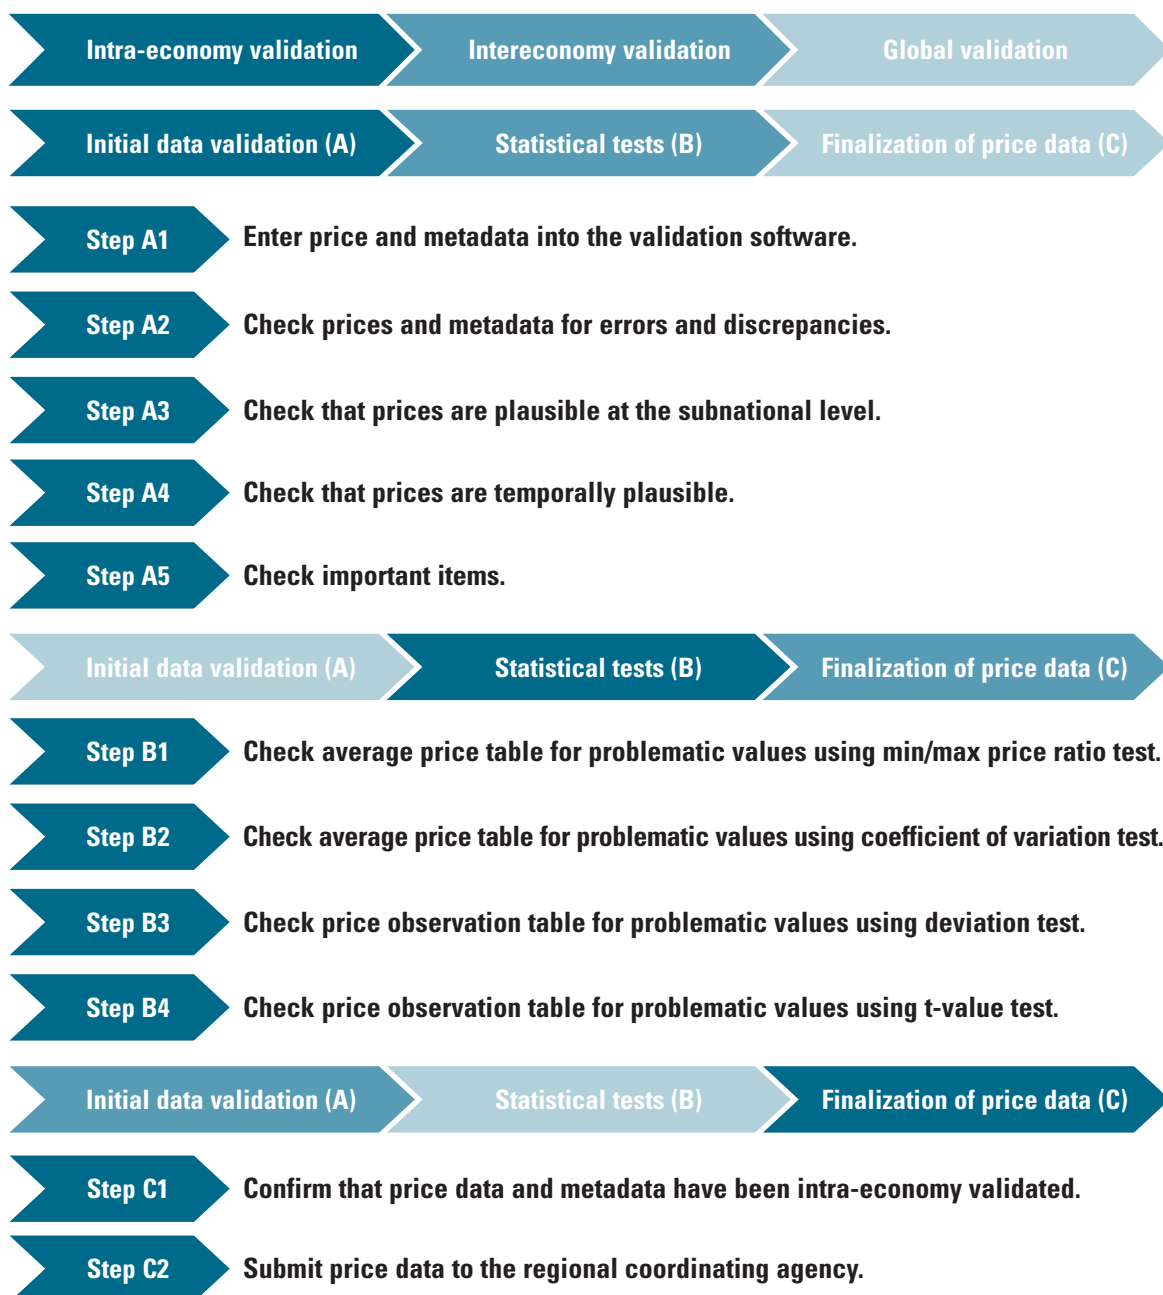 Intra-economy validation Intereconomy validation Global validation
Initial data validation (A) Statistical tests (B) Finalization of price data (C)
Step A1 Enter price and metadata into the validation software.
Step A2 Check prices and metadata for errors and discrepancies.
Step A3 Check that prices are plausible at the subnational level.
Step A4 Check that prices are temporally plausible.
Step A5 Check important items.
Initial data validation (A) Statistical tests (B) Finalization of price data (C)
Step B1 Check average price table for problematic values using min/max price ratio test.
Step B2 Check average price table for problematic values using coefficient of variation test.
Step B3 Check price observation table for problematic values using deviation test.
Step B4 Check price observation table for problematic values using t-value test.
Initial data validation (A) Statistical tests (B) Finalization of price data (C)
Step C1 Confirm that price data and metadata have been intra-economy validated.
Step C2 Submit price data to the regional coordinating agency.